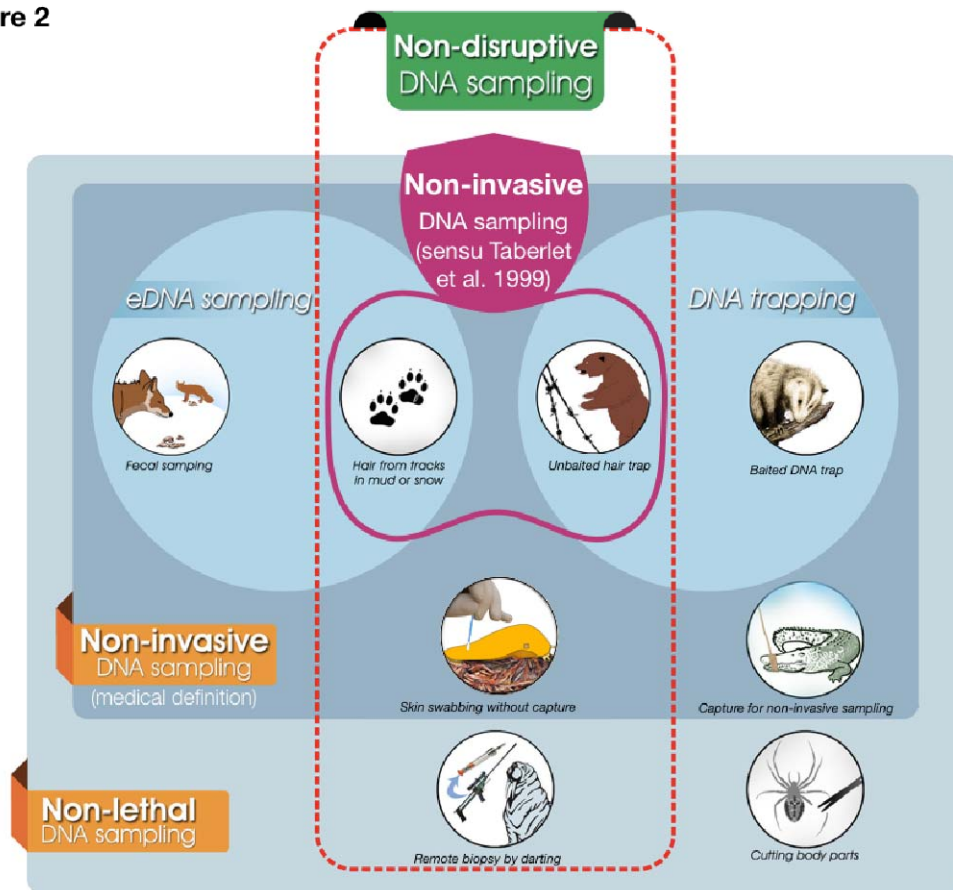 re 2
Non-disruptive
DNA sampling
Non-invasive
DNA sampling
(sensu Taberlet
et al. 1999)
eDNA sampling
DNA trapping
Fecal samping
Hair from tracks
In mud or snow
Unbaited hair trap
Baited DNA trap
Non-invasive
DNA sampling
(medical definition)
Skin swabbing without capture
Capture for non-invasive sampling
Non-lethal
DNA sampling
Remote biopsy by darting
Cutting body parts